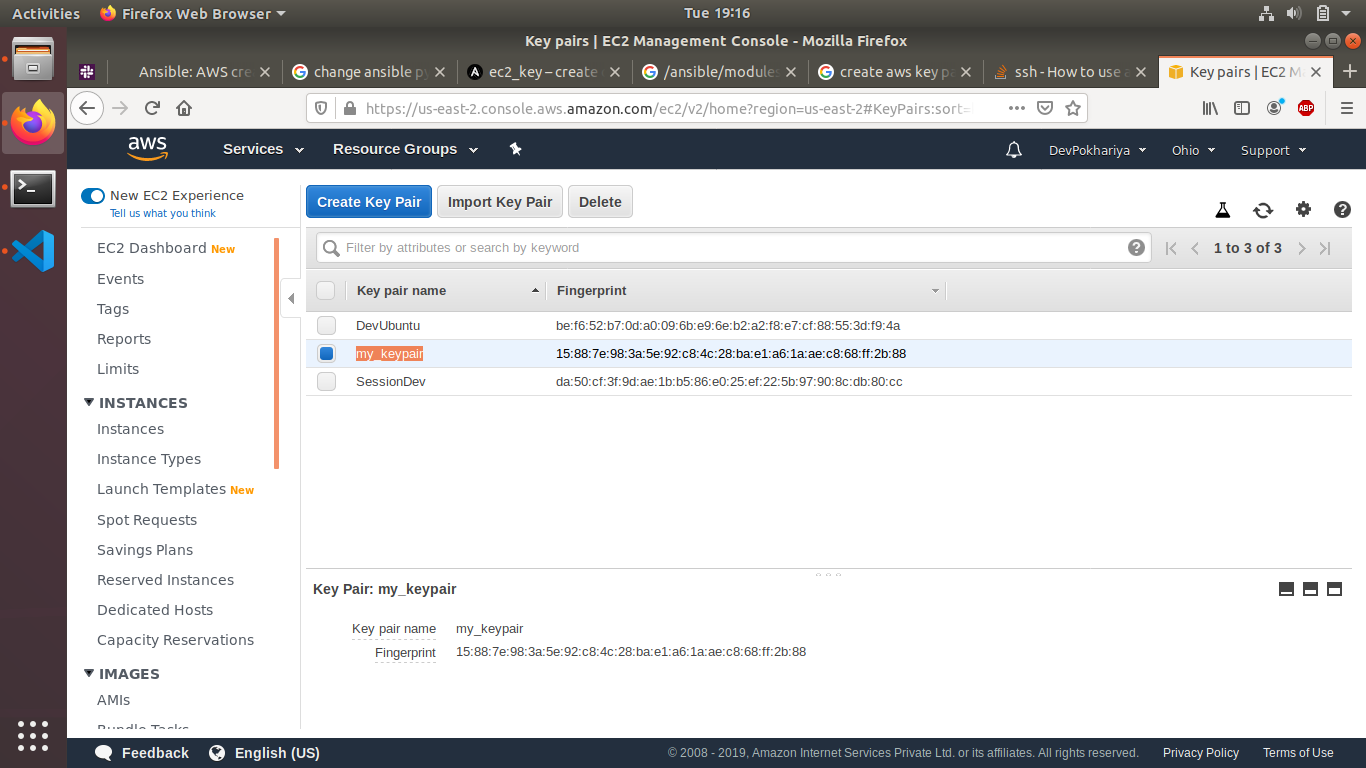 Activities Firefox Web Browser Tue 19:16
Key pairs | EC2 Management Console - Mozilla Firefox
Ansible: AWS cre change ansible py ec2_key – create /ansible/modules create aws key pa ssh - How to use a Key pairs | EC2 M
https://us-east-2.console.aws.amazon.com/ec2/v2/home?region=us-east-2#KeyPairs:sort= ABP
aws Services Resource Groups DevPokhariya Ohio Support
New EC2 Experience
Tell us what you think
Create Key Pair Import Key Pair Delete
Filter by attributes or search by keyword 1 to 3 of 3
Key pair name Fingerprint
DevUbuntu be:f6:52:b7:0d:a0:09:6b:e9:6e:b2:a2:f8:e7:cf:88:55:3d:f9:4a
my_keypair 15:88:7e:98:3a:5e:92:c8:4c:28:ba:e1:a6:1a:ae:c8:68:ff:2b:88
SessionDev da:50:cf:3f:9d:ae:1b:b5:86:e0:25:ef:22:5b:97:90:8c:db:80:cc
EC2 Dashboard New
Events
Tags
Reports
Limits
INSTANCES
Instances
Instance Types
Launch Templates New
Spot Requests
Savings Plans
Reserved Instances
Dedicated Hosts
Capacity Reservations
IMAGES
AMIs
Bundle Tasks
Key Pair: my_keypair
Key pair name my_keypair
Fingerprint 15:88:7e:98:3a:5e:92:c8:4c:28:ba:e1:a6:1a:ae:c8:68:ff:2b:88
Feedback English (US) © 2008 - 2019, Amazon Internet Services Private Ltd. or its affiliates. All rights reserved. Privacy Policy Terms of Use